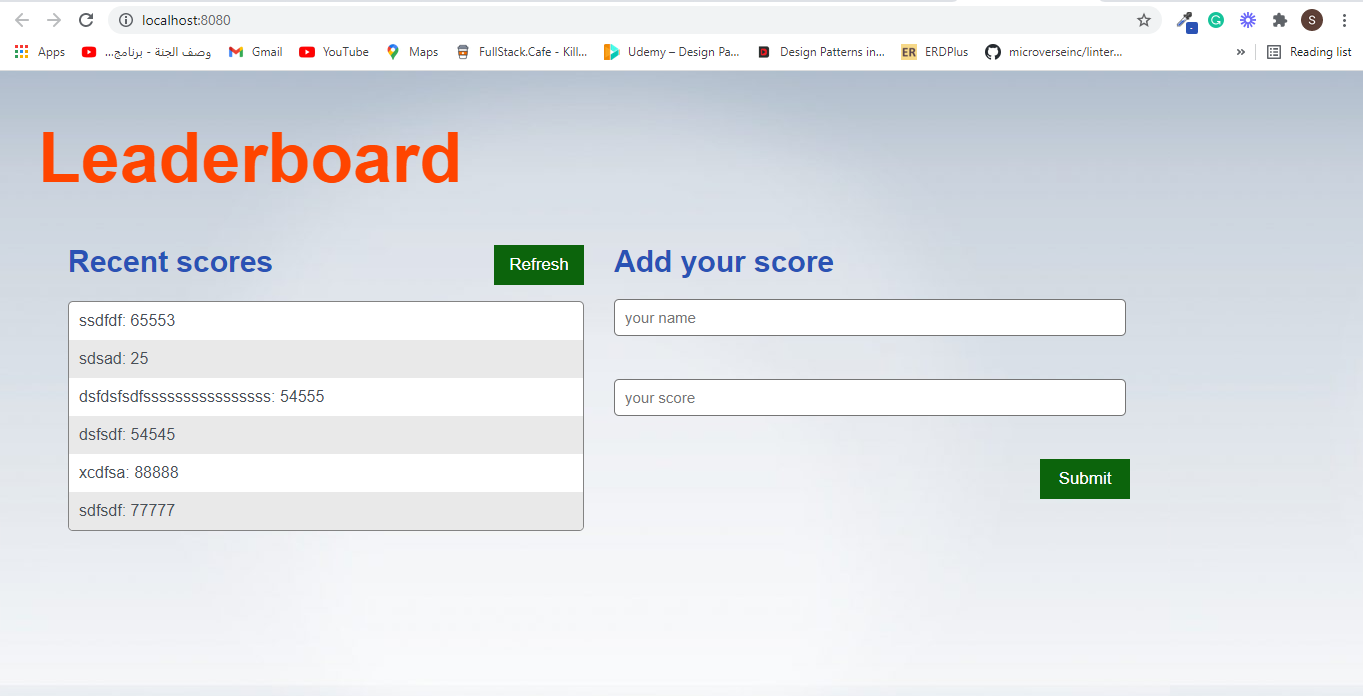 localhost:8080
S
Apps
وصف الجنة - برنامج...
Gmail
YouTube
Maps
FullStack.Cafe - Kill...
Udemy – Design Pa...
Design Patterns in...
ER ERDPlus
microverseinc/linter...
»
Reading list
Leaderboard
Recent scores
Refresh
ssdfdf: 65553
sdsad: 25
dsfdsfsdfssssssssssssssss: 54555
dsfsdf: 54545
xcdfsa: 88888
sdfsdf: 77777
Add your score
your name
your score
Submit